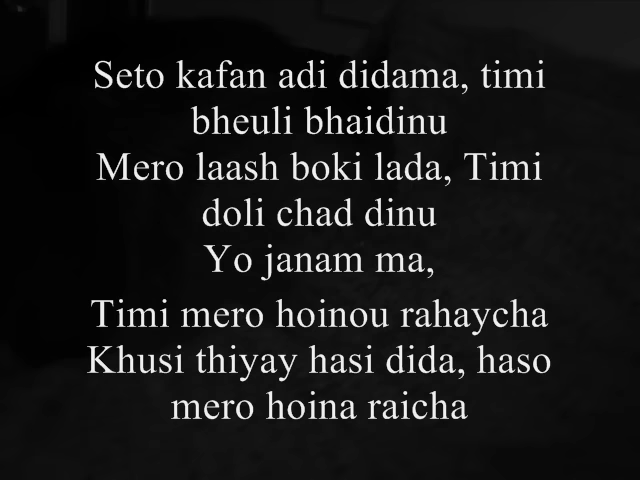 Seto kafan adi didama, timi
bheuli bhaidinu
Mero laash boki lada, Timi
doli chad dinu
Yo janam ma,
Timi mero hoinou rahaycha
Khusi thiyay hasi dida, haso
mero hoina raicha